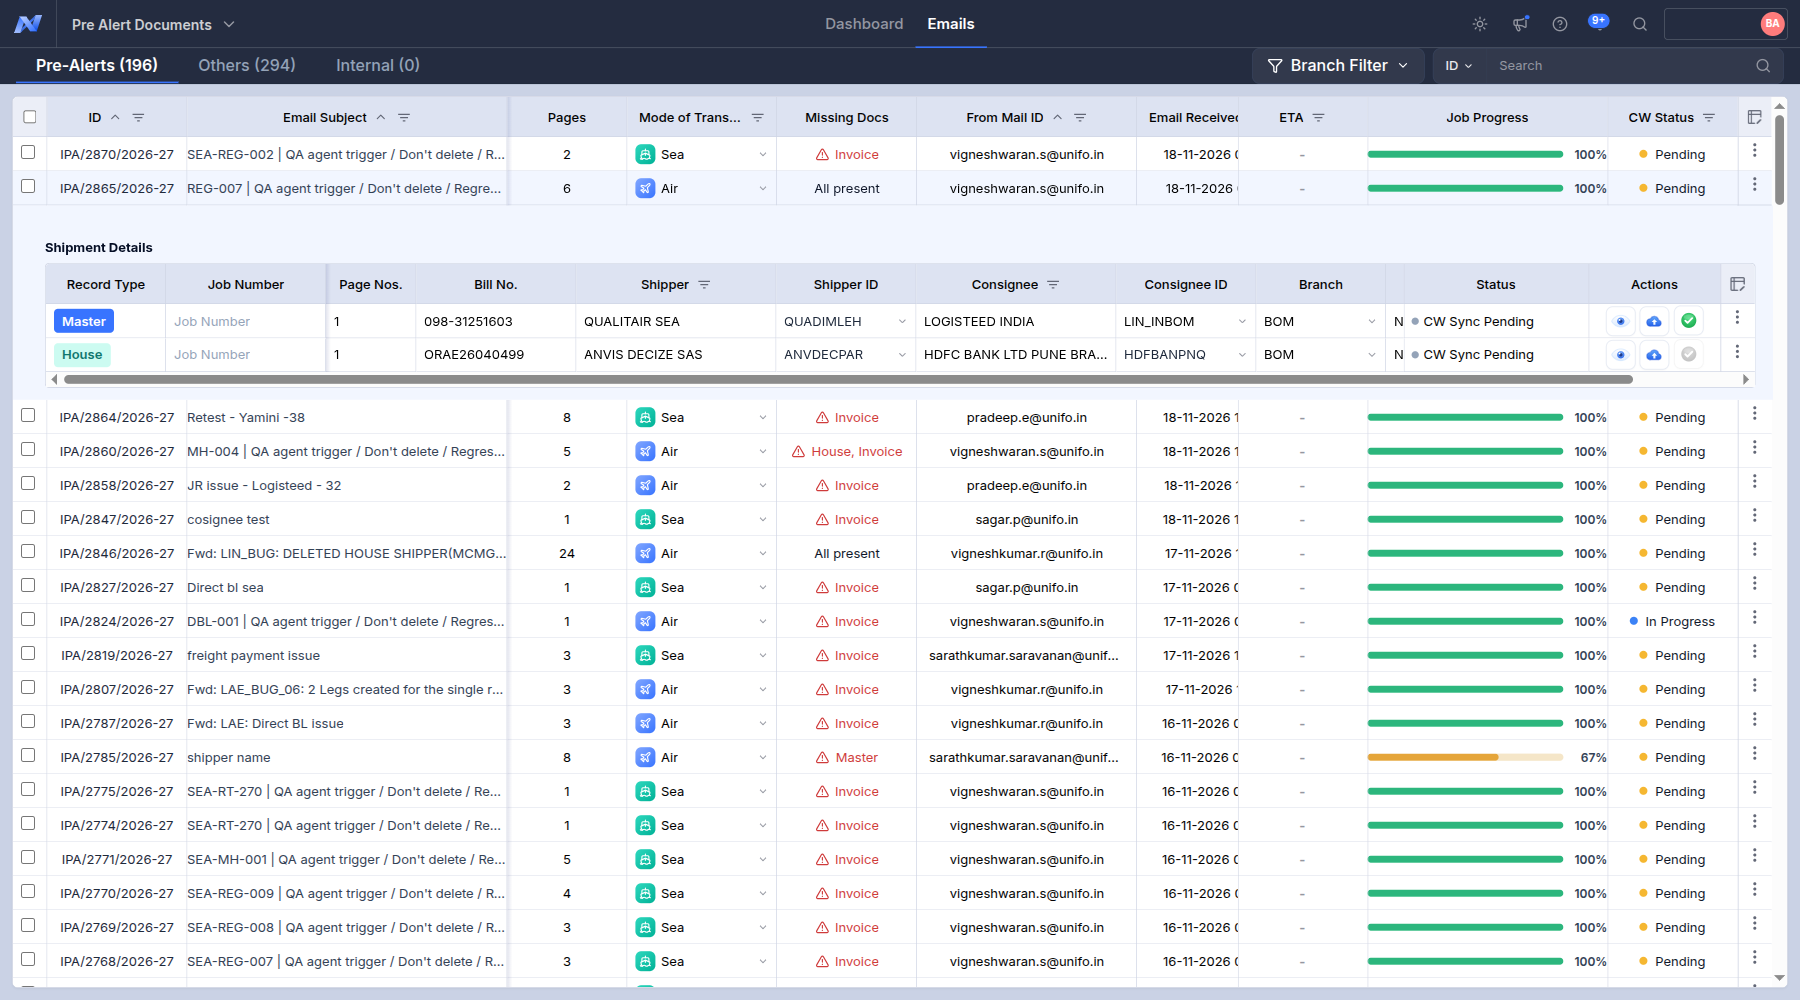 Pre Alert Documents
Dashboard
Emails
9+
BA
Pre-Alerts (196)
Others (294)
Internal (0)
Branch Filter
ID
Search
ID Email Subject Pages Mode of Trans... Missing Docs From Mail ID Email Received ETA Job Progress CW Status
IPA/2870/2026-27 SEA-REG-002 | QA agent trigger / Don't delete / R... 2 Sea Invoice vigneshwaran.s@unifo.in 18-11-2026 - 100% Pending
IPA/2865/2026-27 REG-007 | QA agent trigger / Don't delete / Regre... 6 Air All present vigneshwaran.s@unifo.in 18-11-2026 - 100% Pending
Shipment Details
Record Type Job Number Page Nos. Bill No. Shipper Shipper ID Consignee Consignee ID Branch Status Actions
Master Job Number 1 098-31251603 QUALITAIR SEA QUADIMLEH LOGISTEED INDIA LIN_INBOM BOM N CW Sync Pending
House Job Number 1 ORAE26040499 ANVIS DECIZE SAS ANVDECPAR HDFC BANK LTD PUNE BRA... HDFBANPNQ BOM N CW Sync Pending
IPA/2864/2026-27 Retest - Yamini -38 8 Sea Invoice pradeep.e@unifo.in 18-11-2026 1 - 100% Pending
IPA/2860/2026-27 MH-004 | QA agent trigger / Don't delete / Regres... 5 Air House, Invoice vigneshwaran.s@unifo.in 18-11-2026 1 - 100% Pending
IPA/2858/2026-27 JR issue - Logisteed - 32 2 Air Invoice pradeep.e@unifo.in 18-11-2026 - 100% Pending
IPA/2847/2026-27 cosignee test 1 Sea Invoice sagar.p@unifo.in 18-11-2026 1 - 100% Pending
IPA/2846/2026-27 Fwd: LIN_BUG: DELETED HOUSE SHIPPER(MCMG... 24 Air All present vigneshkumar.r@unifo.in 17-11-2026 - 100% Pending
IPA/2827/2026-27 Direct bl sea 1 Sea Invoice sagar.p@unifo.in 17-11-2026 - 100% Pending
IPA/2824/2026-27 DBL-001 | QA agent trigger / Don't delete / Regres... 1 Air Invoice vigneshwaran.s@unifo.in 17-11-2026 - 100% In Progress
IPA/2819/2026-27 freight payment issue 3 Sea Invoice sarathkumar.saravanan@unif... 17-11-2026 1 - 100% Pending
IPA/2807/2026-27 Fwd: LAE_BUG_06: 2 Legs created for the single r... 3 Air Invoice vigneshkumar.r@unifo.in 17-11-2026 - 100% Pending
IPA/2787/2026-27 Fwd: LAE: Direct BL issue 3 Air Invoice vigneshkumar.r@unifo.in 16-11-2026 - 100% Pending
IPA/2785/2026-27 shipper name 8 Air Master sarathkumar.saravanan@unif... 16-11-2026 - 67% Pending
IPA/2775/2026-27 SEA-RT-270 | QA agent trigger / Don't delete / Re... 1 Sea Invoice vigneshwaran.s@unifo.in 16-11-2026 - 100% Pending
IPA/2774/2026-27 SEA-RT-270 | QA agent trigger / Don't delete / Re... 1 Sea Invoice vigneshwaran.s@unifo.in 16-11-2026 - 100% Pending
IPA/2771/2026-27 SEA-MH-001 | QA agent trigger / Don't delete / Re... 5 Sea Invoice vigneshwaran.s@unifo.in 16-11-2026 - 100% Pending
IPA/2770/2026-27 SEA-REG-009 | QA agent trigger / Don't delete / R... 4 Sea Invoice vigneshwaran.s@unifo.in 16-11-2026 - 100% Pending
IPA/2769/2026-27 SEA-REG-008 | QA agent trigger / Don't delete / R... 3 Sea Invoice vigneshwaran.s@unifo.in 16-11-2026 - 100% Pending
IPA/2768/2026-27 SEA-REG-007 | QA agent trigger / Don't delete / R... 3 Sea Invoice vigneshwaran.s@unifo.in 16-11-2026 - 100% Pending